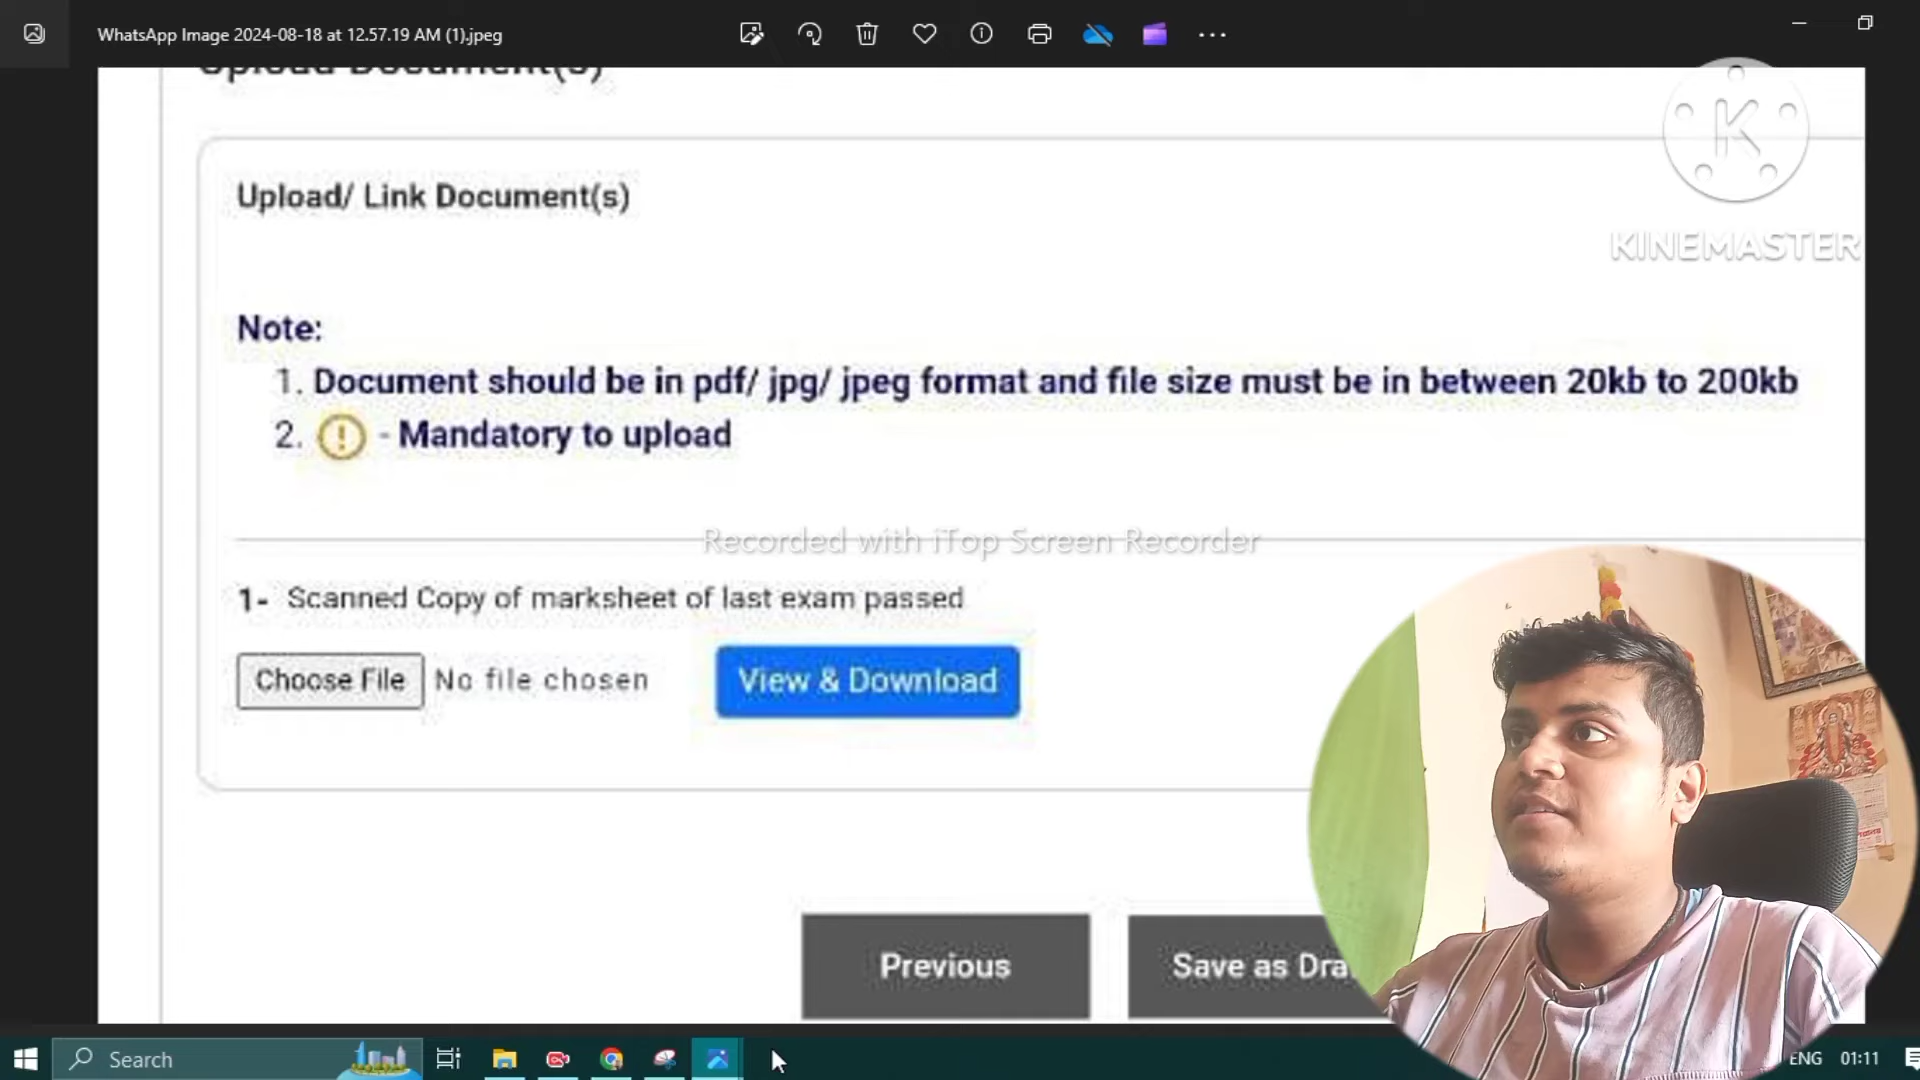 WhatsApp Image 2024-08-18 at 12.57.19 AM (1).jpeg
Upload Document(s)
K
KINEMASTER
Upload/ Link Document(s)
Note:
1. Document should be in pdf/ jpg/ jpeg format and file size must be in between 20kb to 200kb
2. ! - Mandatory to upload
Recorded with iTop Screen Recorder
1- Scanned Copy of marksheet of last exam passed
Choose File No file chosen View & Download
Previous Save as Dra
Search ENG 01:11